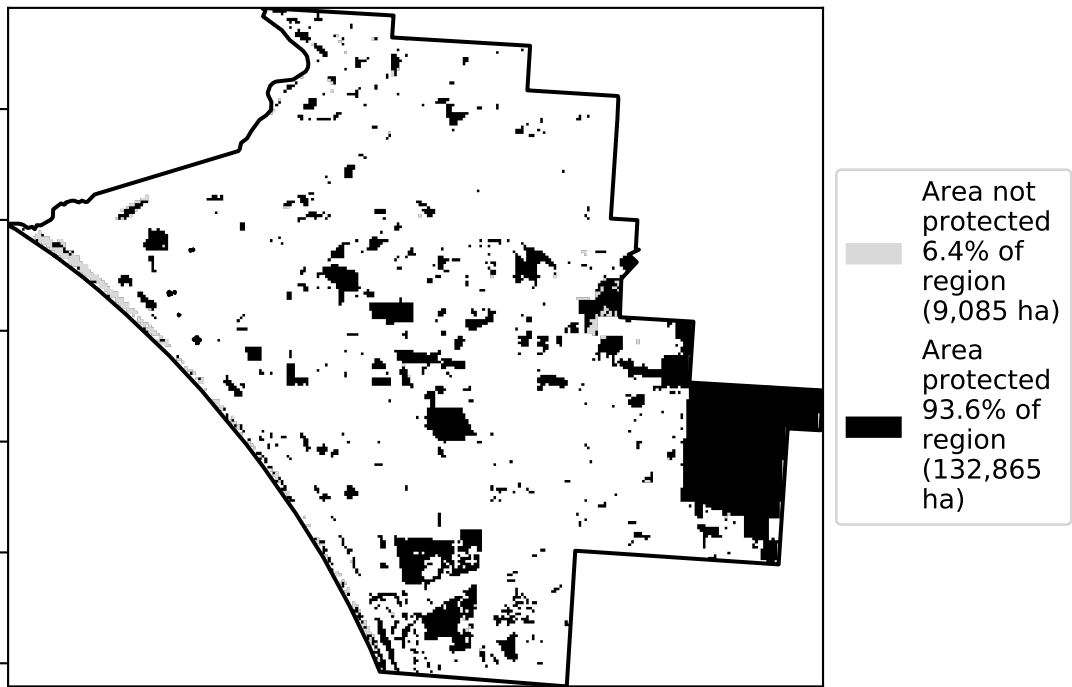 Area not
protected
6.4% of
region
(9,085 ha)
Area
protected
93.6% of
region
(132,865
ha)